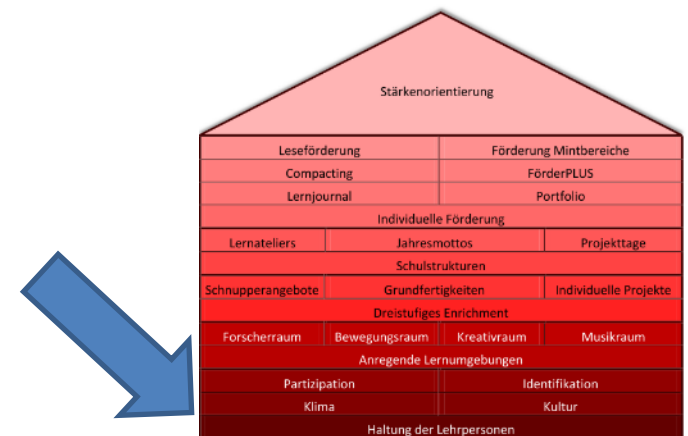 Stärkenorientierung
Leseförderung Förderung Mintbereiche
Compacting FörderPLUS
Lernjournal Portfolio
Individuelle Förderung
Lernateliers Jahresmottos Projekttage
Schulstrukturen
Schnupperangebote Grundfertigkeiten Individuelle Projekte
Dreistufiges Enrichment
Forscherraum Bewegungsraum Kreativraum Musikraum
Anregende Lernumgebungen
Partizipation Identifikation
Klima Kultur
Haltung der Lehrpersonen